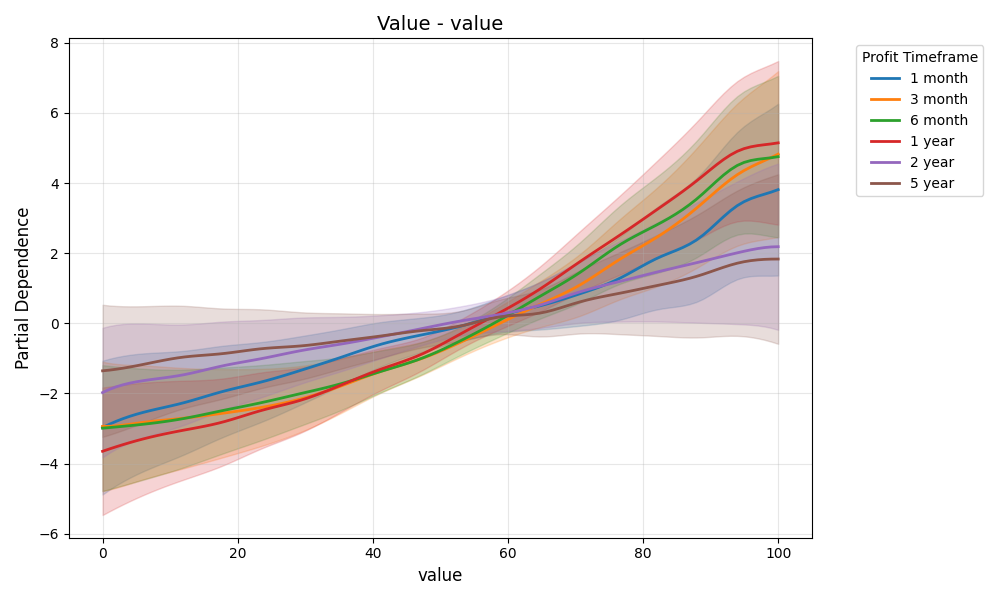 Value - value
Partial Dependence
8
6
4
2
0
−2
−4
−6
0
20
40
60
80
100
value
Profit Timeframe
1 month
3 month
6 month
1 year
2 year
5 year